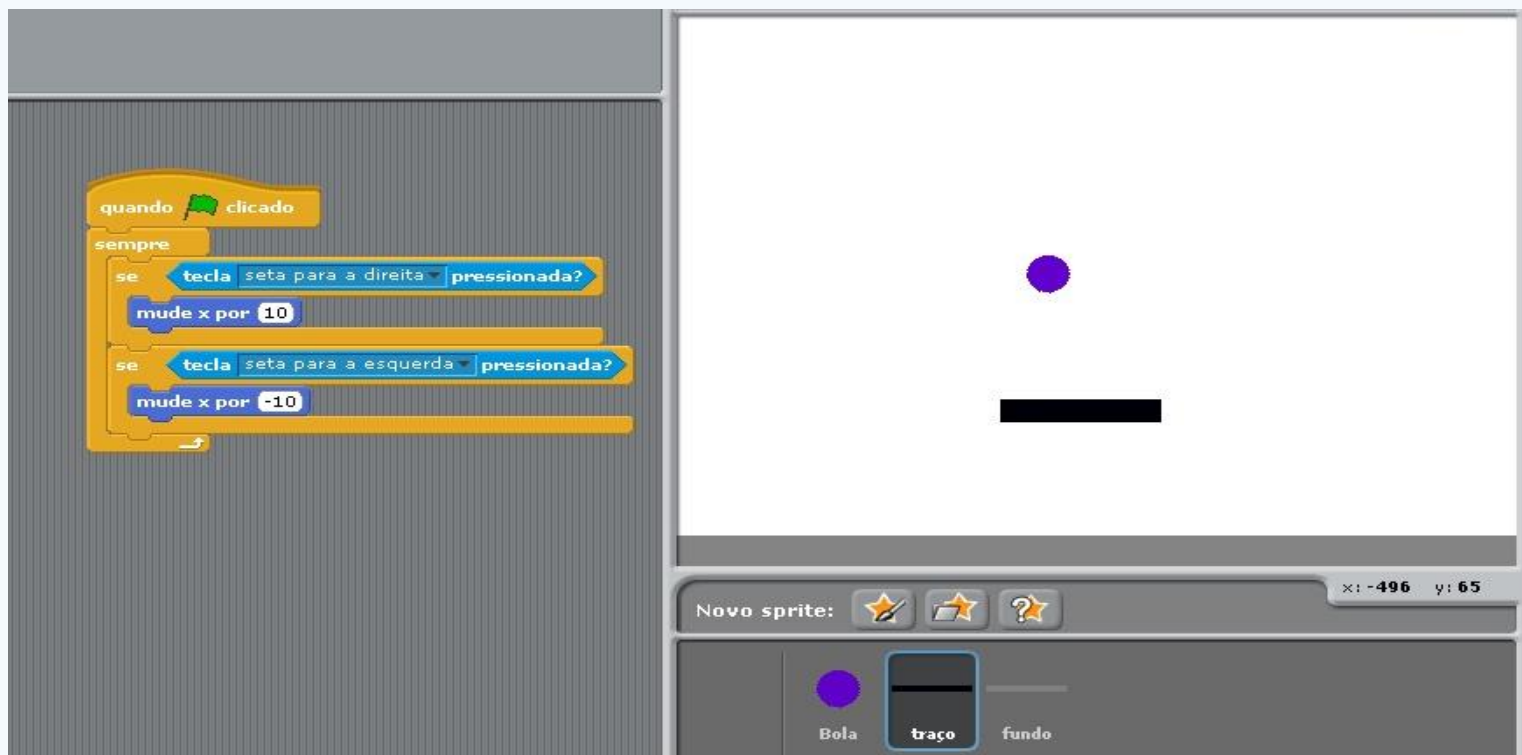 quando clicado
sempre
se tecla seta para a direita pressionada?
mude x por 10
se tecla seta para a esquerda pressionada?
mude x por -10
x: -496 y: 65
Novo sprite:
Bola traço fundo